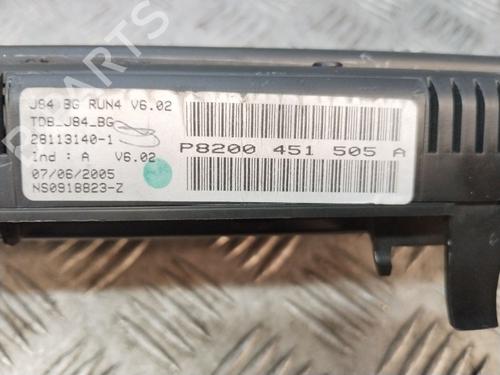 J84 BG RUN4 V6.02
TDB_J84_BG
28113140-1
Ind : A V6.02
07/06/2005
NS0918823-Z
P8200 451 505 A